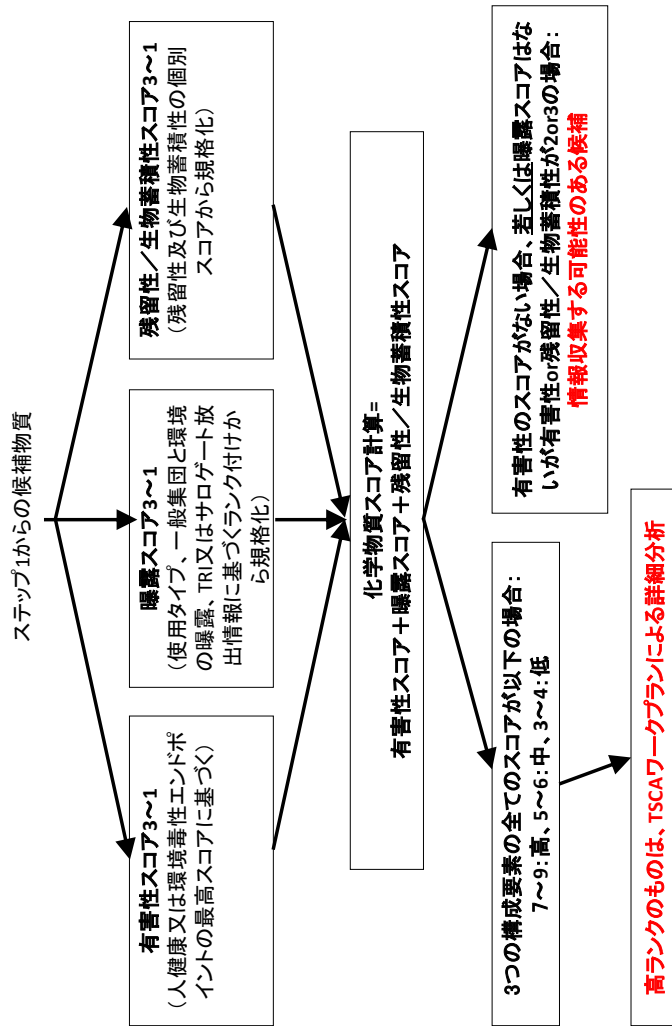 ステップ1からの候補物質
有害性スコア3～1
（人健康又は環境毒性エンドポ
イントの最高スコアに基づく）
曝露スコア3～1
（使用タイプ、一般集団と環境
の曝露、TRI又はサロゲート放
出情報に基づくランク付けか
ら規格化）
残留性／生物蓄積性スコア3～1
（残留性及び生物蓄積性の個別
スコアから規格化）
化学物質スコア計算=
有害性スコア＋曝露スコア＋残留性／生物蓄積性スコア
3つの構成要素の全てのスコアが以下の場合：
7～9：高、5～6：中、3～4：低
有害性のスコアがない場合、若しくは曝露スコアはな
いが有害性or残留性／生物蓄積性が2or3の場合：
情報収集する可能性のある候補
高ランクのものは、TSCAワークプランによる詳細分析